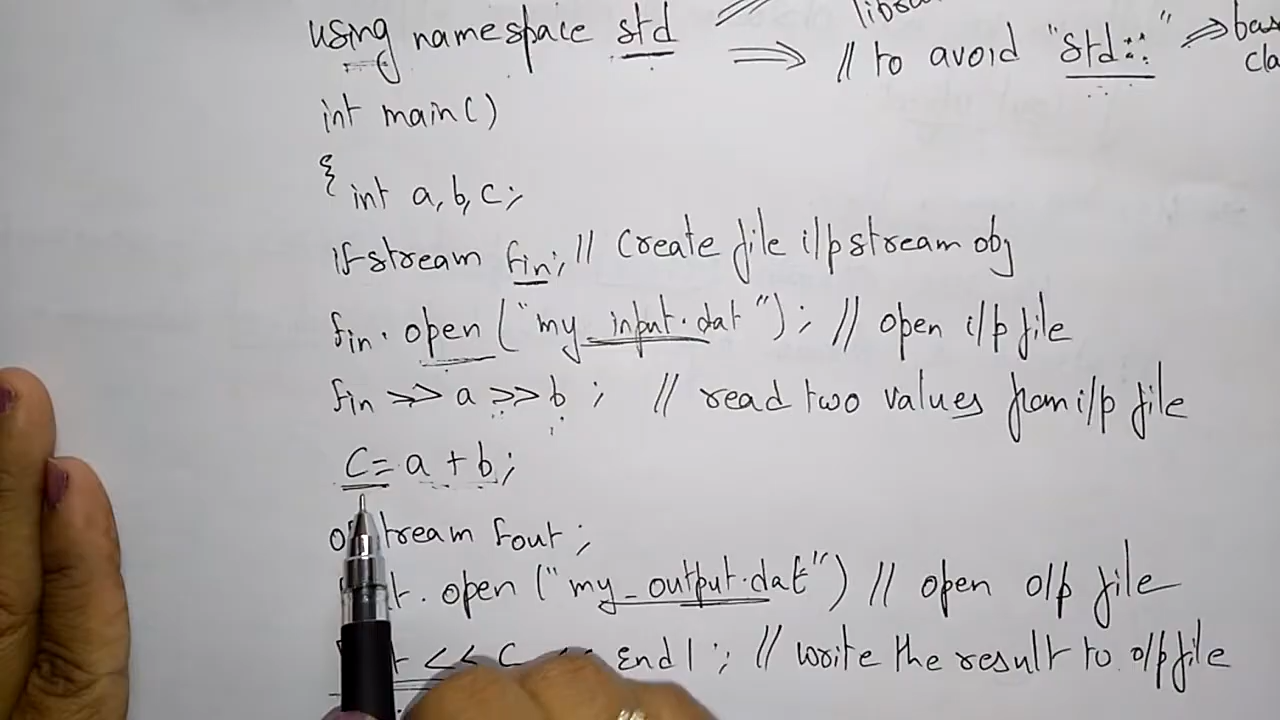 using namespace std // to avoid "std::"
int main()
{ int a, b, c;
ifstream fin; // Create file i/p stream obj
fin.open("my_input.dat"); // open i/p file
fin >> a >> b ; // read two values from i/p file
C = a + b;
ofstream fout;
open("my_output.dat") // open o/p file
<< C << endl; // write the result to o/p file